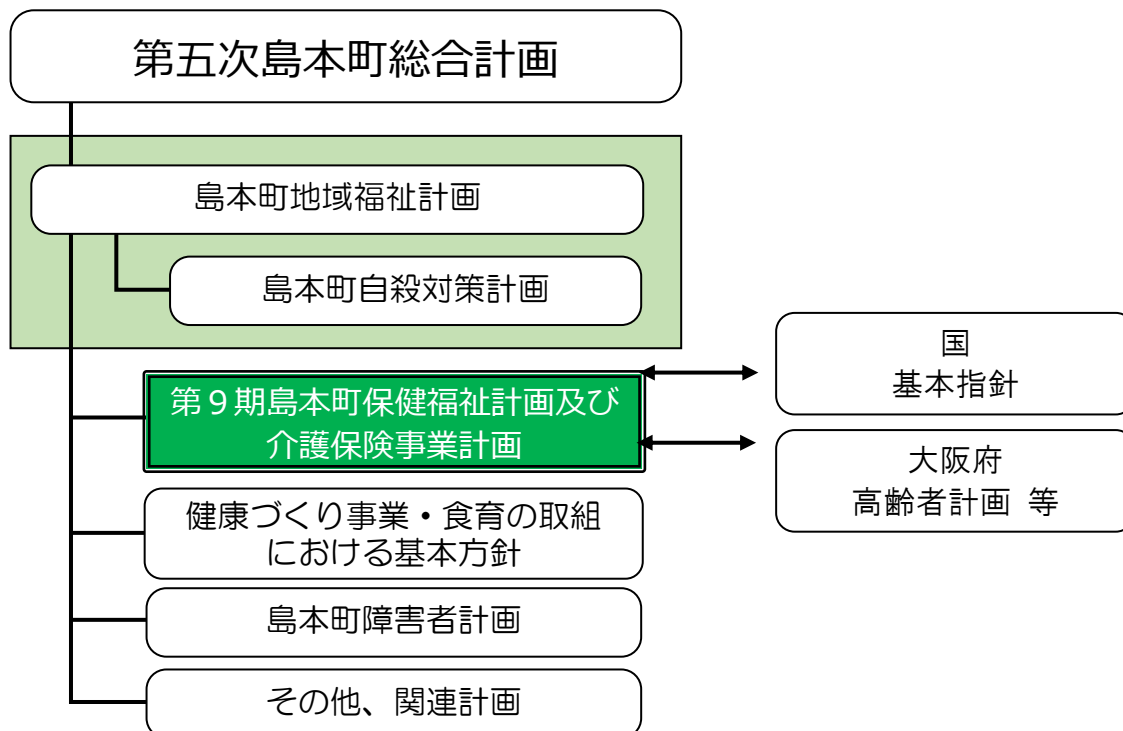 第五次島本町総合計画
島本町地域福祉計画
島本町自殺対策計画
第９期島本町保健福祉計画及び
介護保険事業計画
国
基本指針
大阪府
高齢者計画 等
健康づくり事業・食育の取組
における基本方針
島本町障害者計画
その他、関連計画